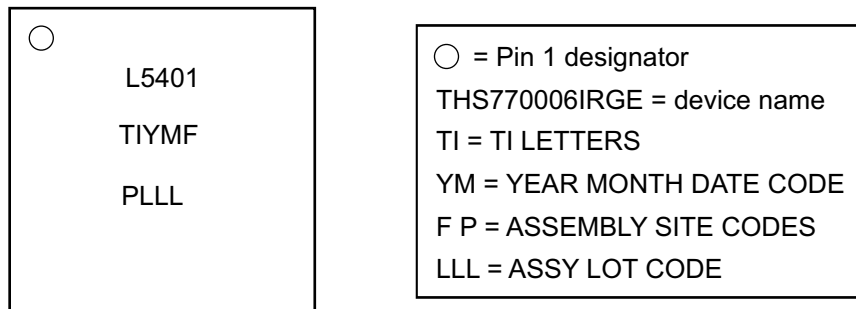 L5401
TIYMF
PLLL
= Pin 1 designator
THS770006IRGE = device name
TI = TI LETTERS
YM = YEAR MONTH DATE CODE
F P = ASSEMBLY SITE CODES
LLL = ASSY LOT CODE